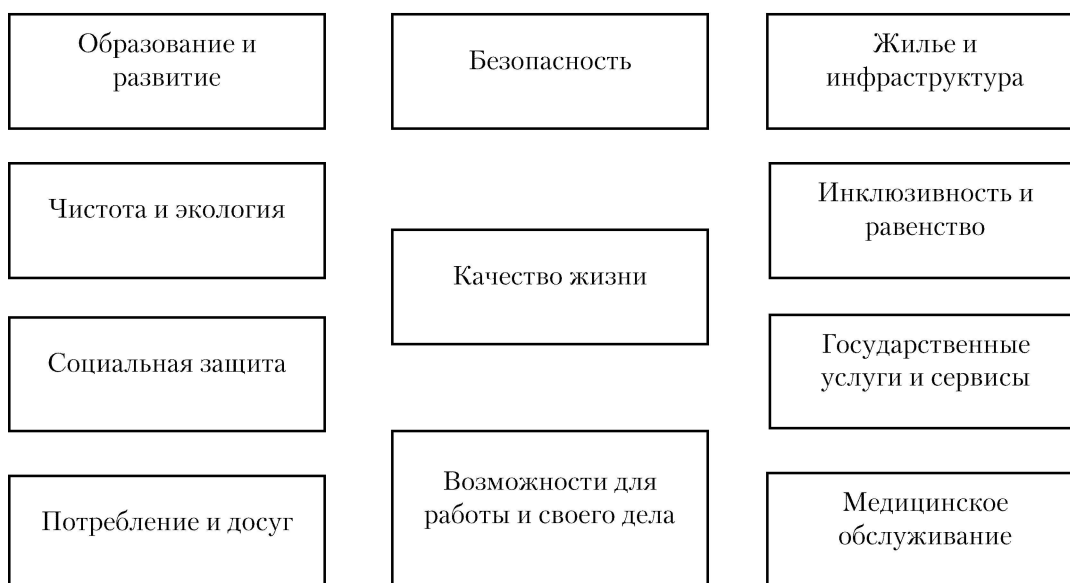 Образование и
развитие
Безопасность
Жилье и
инфраструктура
Чистота и экология
Инклюзивность и
равенство
Качество жизни
Социальная защита
Государственные
услуги и сервисы
Потребление и досуг
Возможности для
работы и своего дела
Медицинское
обслуживание